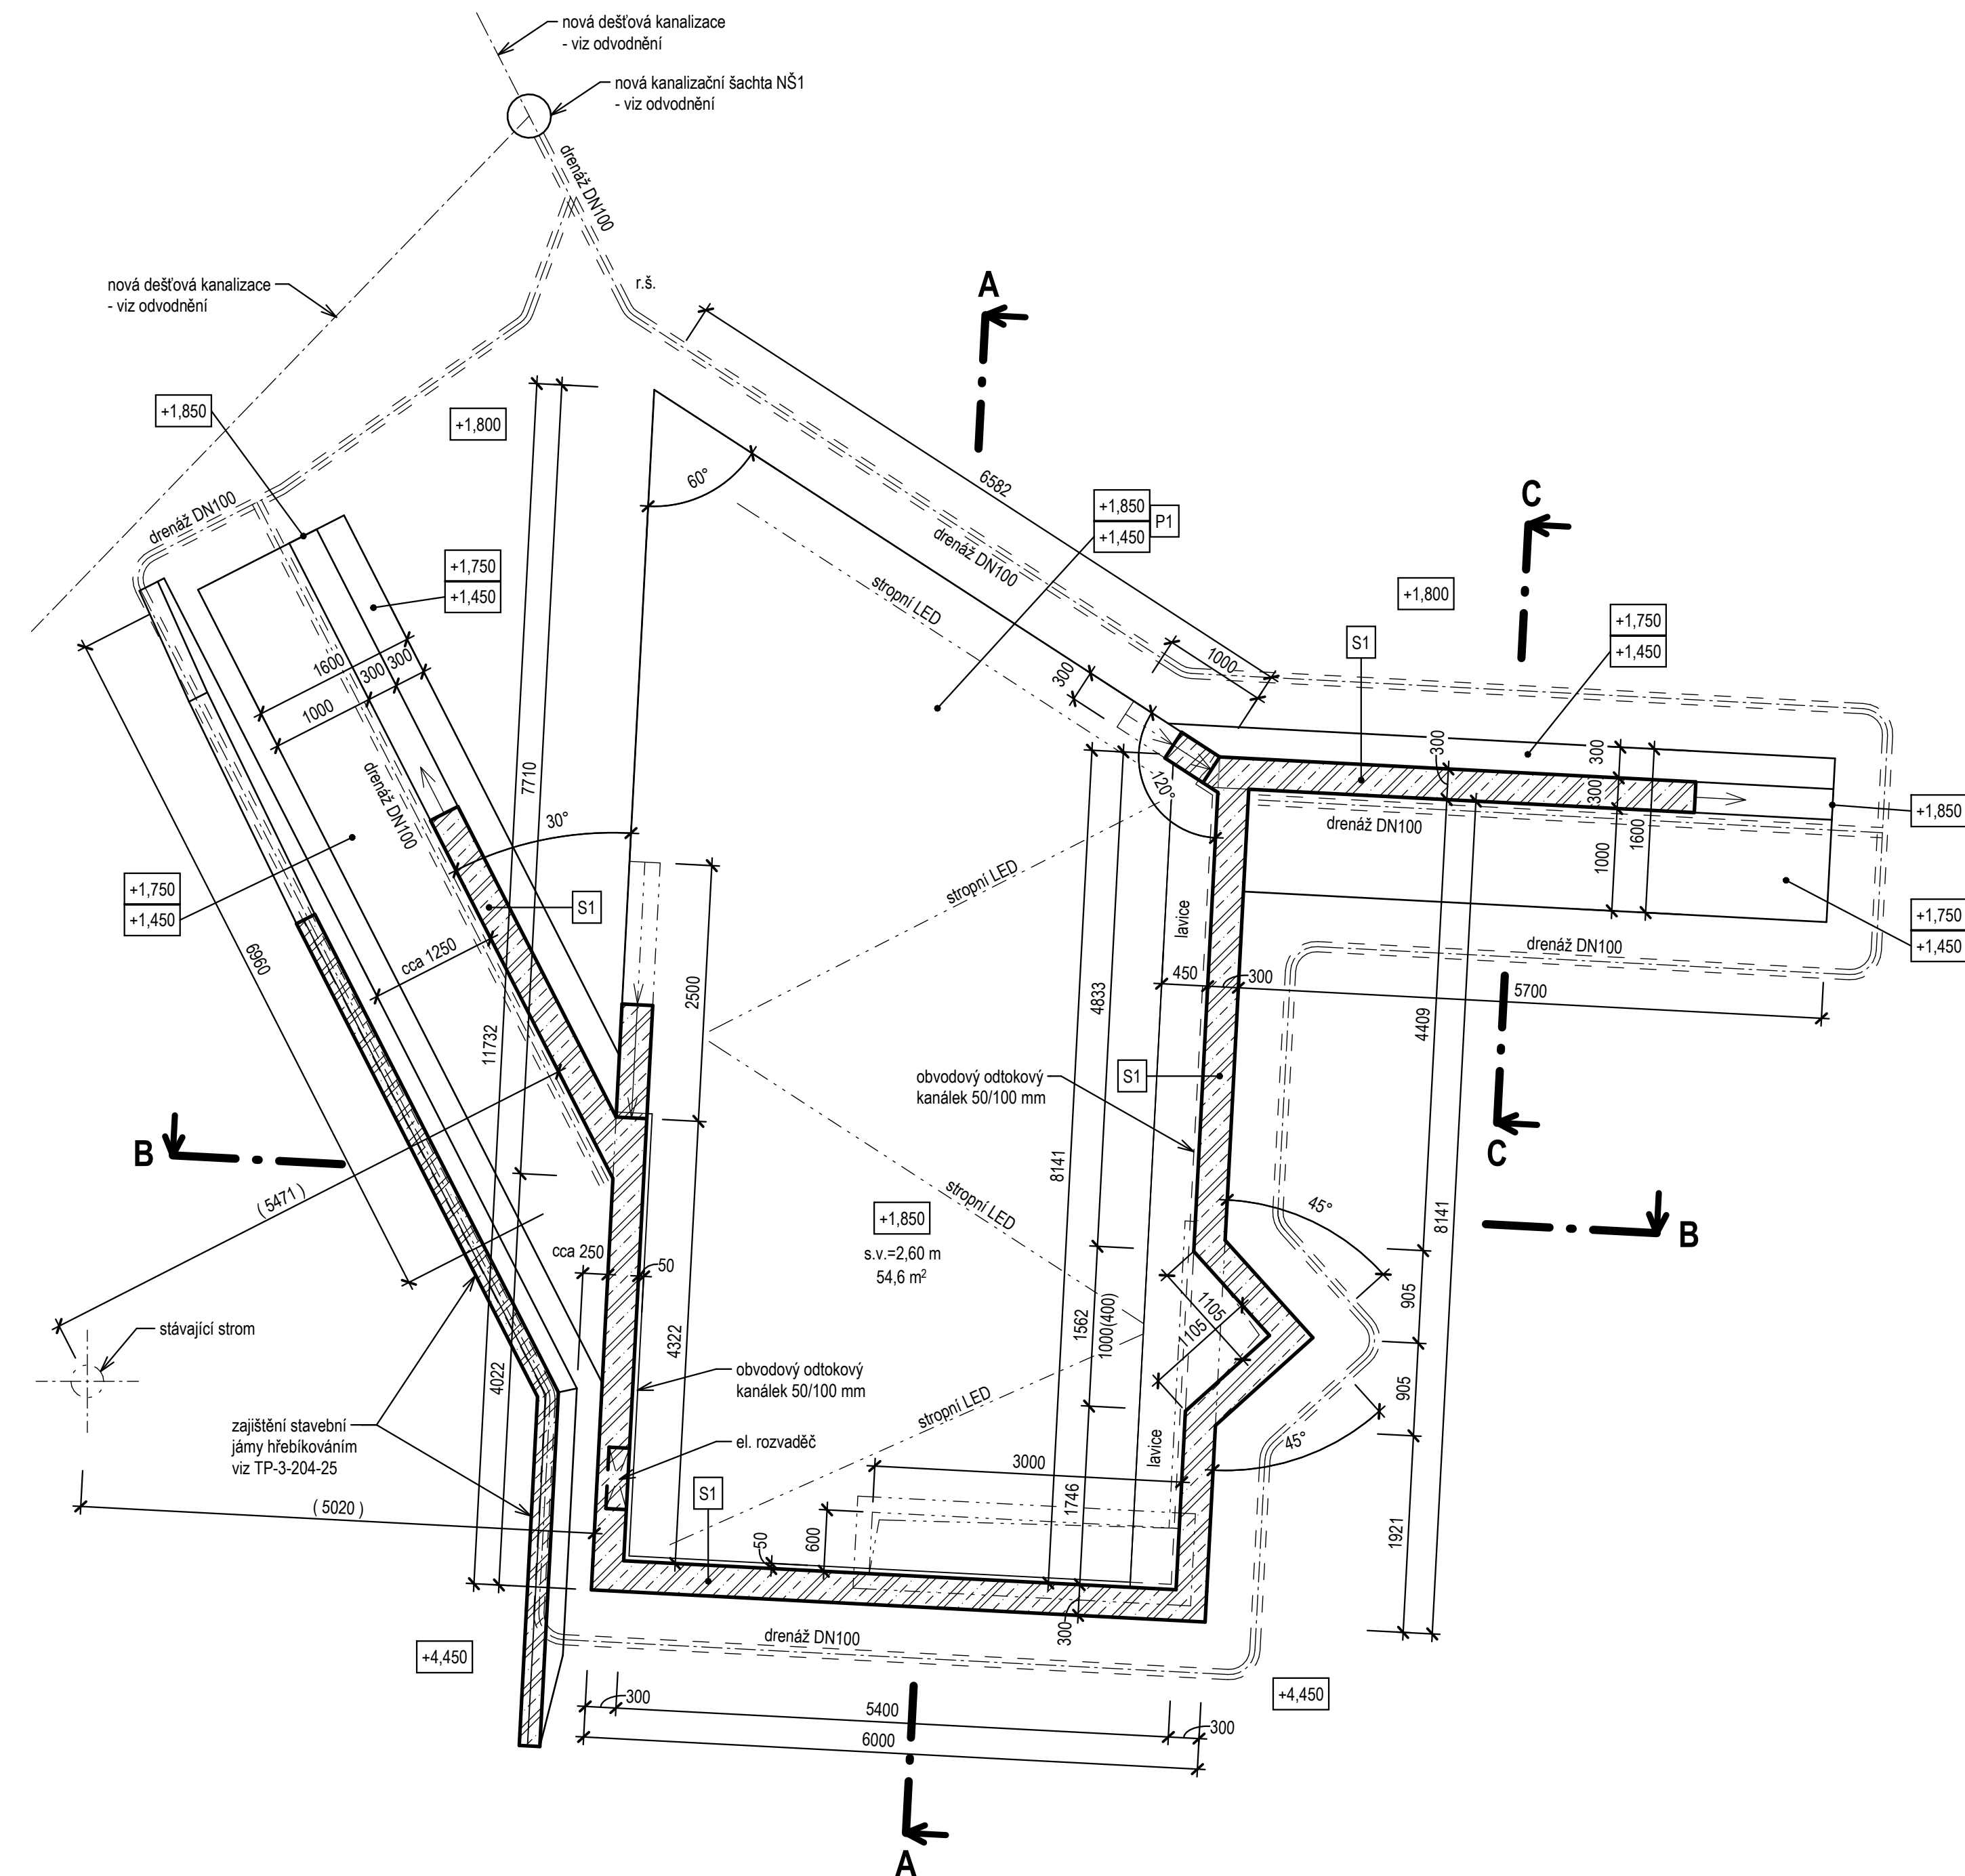 nová dešťová kanalizace
- viz odvodnění
nová kanalizační šachta NŠ1
- viz odvodnění
drenáž DN100
nová dešťová kanalizace
- viz odvodnění
r.š.
A
+1,850
+1,800
60°
6582
C
+1,850
+1,450
P1
drenáž DN100
drenáž DN100
stropní LED
+1,750
+1,450
+1,800
+1,750
+1,450
S1
1600
300
300
1000
300
1000
7710
drenáž DN100
30°
120°
300
300
300
1600
1000
drenáž DN100
+1,850
+1,750
+1,450
S1
stropní LED
lavice
+1,750
+1,450
cca 1250
6960
2500
450
300
drenáž DN100
5700
4833
4409
11732
S1
obvodový odtokový
kanálek 50/100 mm
C
B
( 5471 )
8141
stropní LED
45°
8141
B
+1,850
s.v.=2,60 m
54,6 m²
cca 250
50
905
1105
1105
1562
1000(400)
stávající strom
4322
obvodový odtokový
kanálek 50/100 mm
4022
stropní LED
905
45°
lavice
zajištění stavební
jámy hřebíkováním
viz TP-3-204-25
el. rozvaděč
3000
S1
1746
( 5020 )
50
600
1921
300
drenáž DN100
+4,450
+4,450
300
5400
300
6000
A